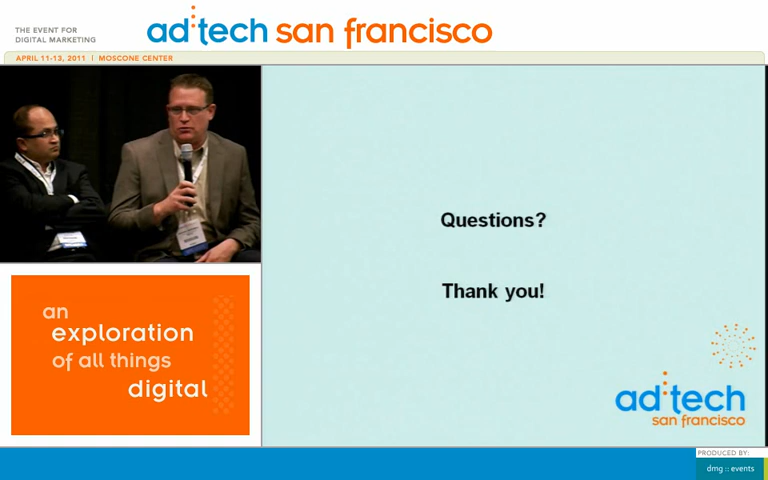 THE EVENT FOR
DIGITAL MARKETING
ad:tech san francisco
APRIL 11-13, 2011 | MOSCONE CENTER
Questions?
Thank you!
an
exploration
of all things
digital
ad:tech
san francisco
PRODUCED BY:
dmg :: events